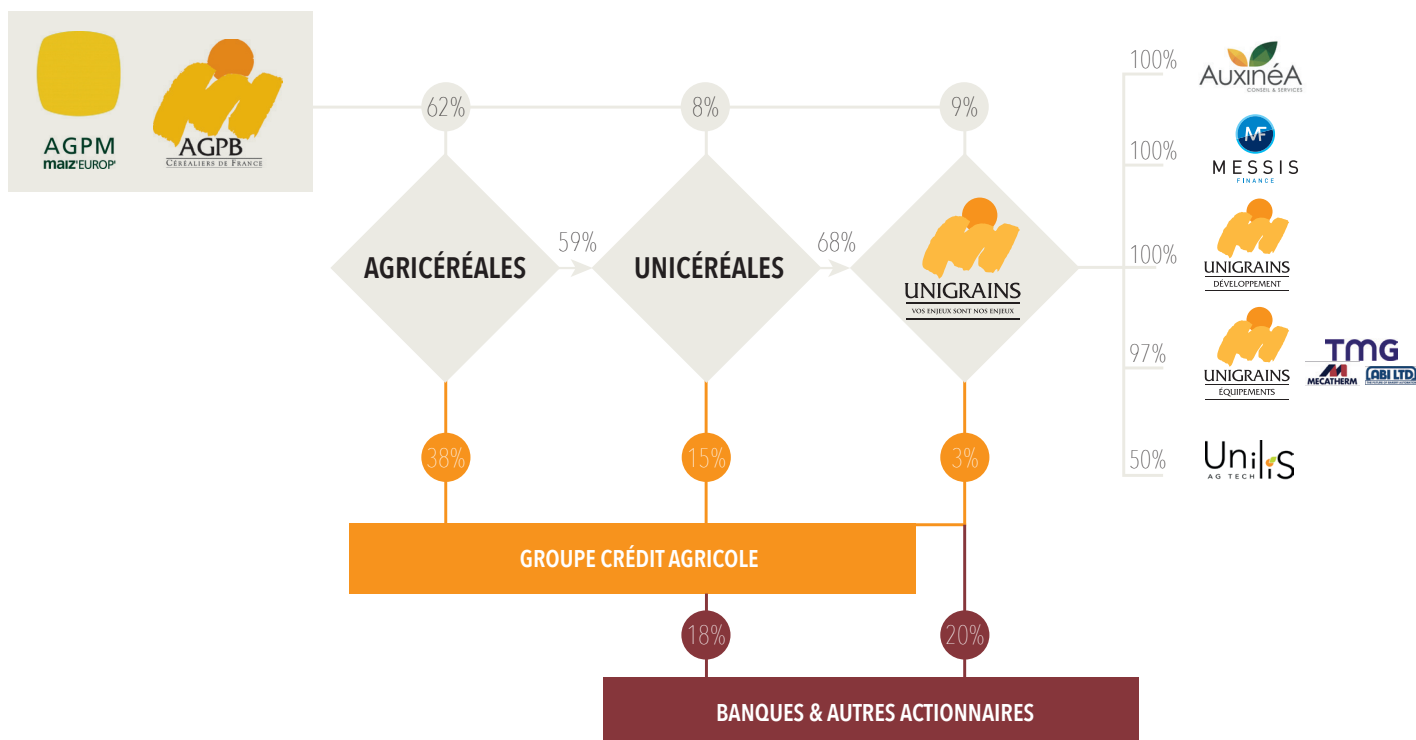 AGPM
maiz'EUROP'
AGPB
CÉRÉALIERS DE FRANCE
62%
8%
9%
AGRICÉRÉALES
59%
UNICÉRÉALES
68%
UNIGRAINS
VOS ENJEUX SONT NOS ENJEUX
100%
AUXINÉA
CONSEIL & SERVICES
100%
MF
MESSIS
FINANCE
100%
UNIGRAINS
DÉVELOPPEMENT
97%
UNIGRAINS
ÉQUIPEMENTS
TMG
MECATHERM
ABI LTD
50%
Unilis
AG TECH
38%
15%
3%
GROUPE CRÉDIT AGRICOLE
18%
20%
BANQUES & AUTRES ACTIONNAIRES